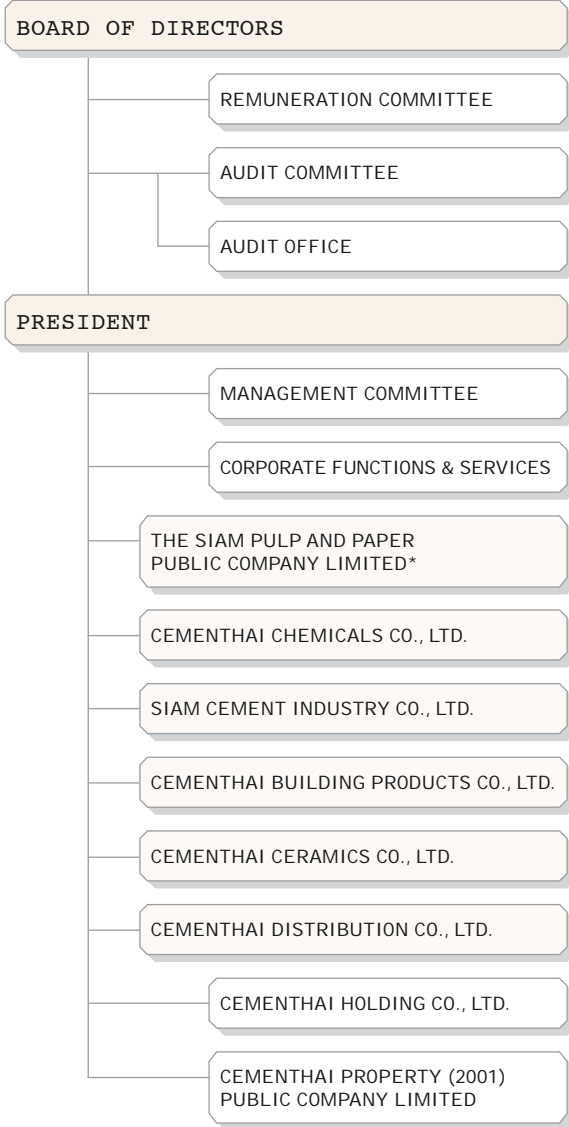 BOARD OF DIRECTORS
REMUNERATION COMMITTEE
AUDIT COMMITTEE
AUDIT OFFICE
PRESIDENT
MANAGEMENT COMMITTEE
CORPORATE FUNCTIONS & SERVICES
THE SIAM PULP AND PAPER
PUBLIC COMPANY LIMITED*
CEMENTHAI CHEMICALS CO., LTD.
SIAM CEMENT INDUSTRY CO., LTD.
CEMENTHAI BUILDING PRODUCTS CO., LTD.
CEMENTHAI CERAMICS CO., LTD.
CEMENTHAI DISTRIBUTION CO., LTD.
CEMENTHAI HOLDING CO., LTD.
CEMENTHAI PROPERTY (2001)
PUBLIC COMPANY LIMITED